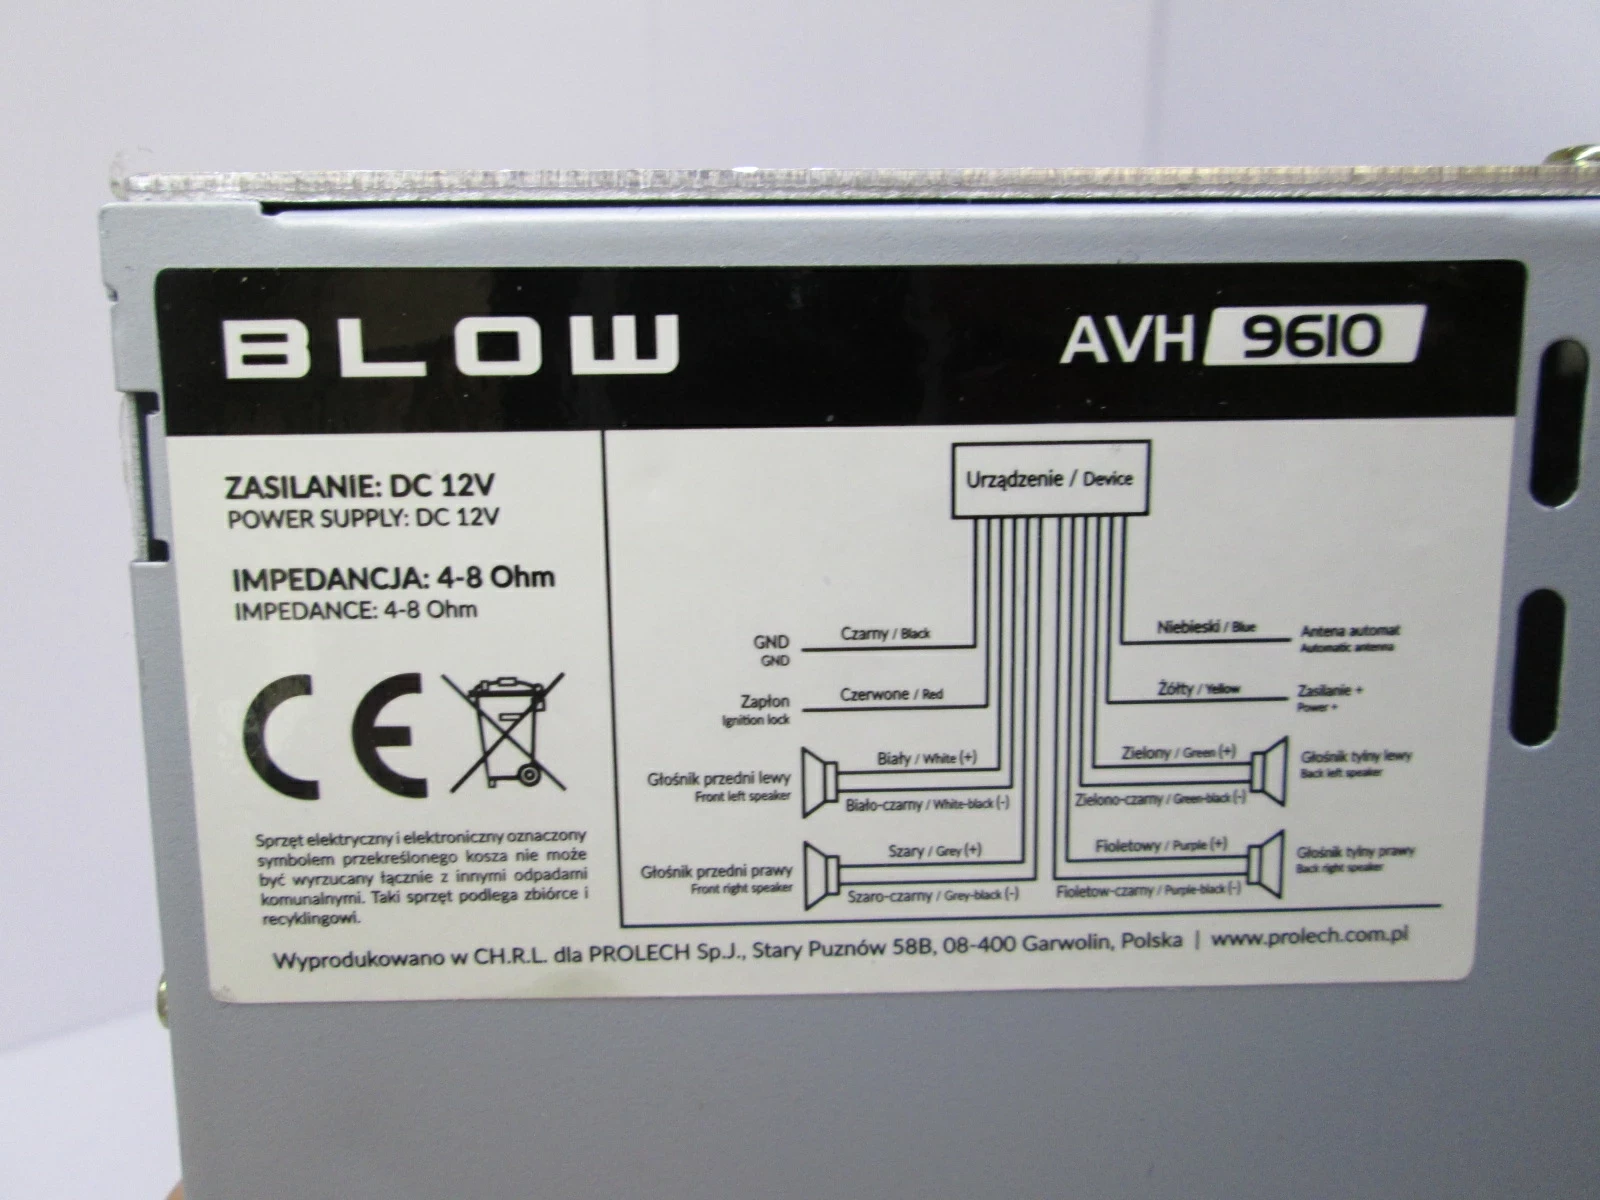 BLOW
AVH 9610
ZASILANIE: DC 12V
POWER SUPPLY: DC 12V
IMPEDANCJA: 4-8 Ohm
IMPEDANCE: 4-8 Ohm
CE
Sprzęt elektryczny i elektroniczny oznaczony
symbolem przekreślonego kosza nie może
być wyrzucany łącznie z innymi odpadami
komunalnymi. Taki sprzęt podlega zbiórce i
recyklingowi.
Urządzenie / Device
GND
GND
Czarny / Black
Zapłon
Ignition lock
Czerwone / Red
Głośnik przedni lewy
Front left speaker
Biały / White (+)
Biało-czarny / White-black (-)
Głośnik przedni prawy
Front right speaker
Szary / Grey (+)
Szaro-czarny / Grey-black (-)
Niebieski / Blue
Antena automat
Automatic antenna
Żółty / Yellow
Zasilanie +
Power +
Zielony / Green (+)
Zielono-czarny / Green-black (-)
Głośnik tylny lewy
Back left speaker
Fioletowy / Purple (+)
Fioletow-czarny / Purple-black (-)
Głośnik tylny prawy
Back right speaker
Wyprodukowano w CH.R.L. dla PROLECH Sp.J., Stary Puznów 58B, 08-400 Garwolin, Polska | www.prolech.com.pl